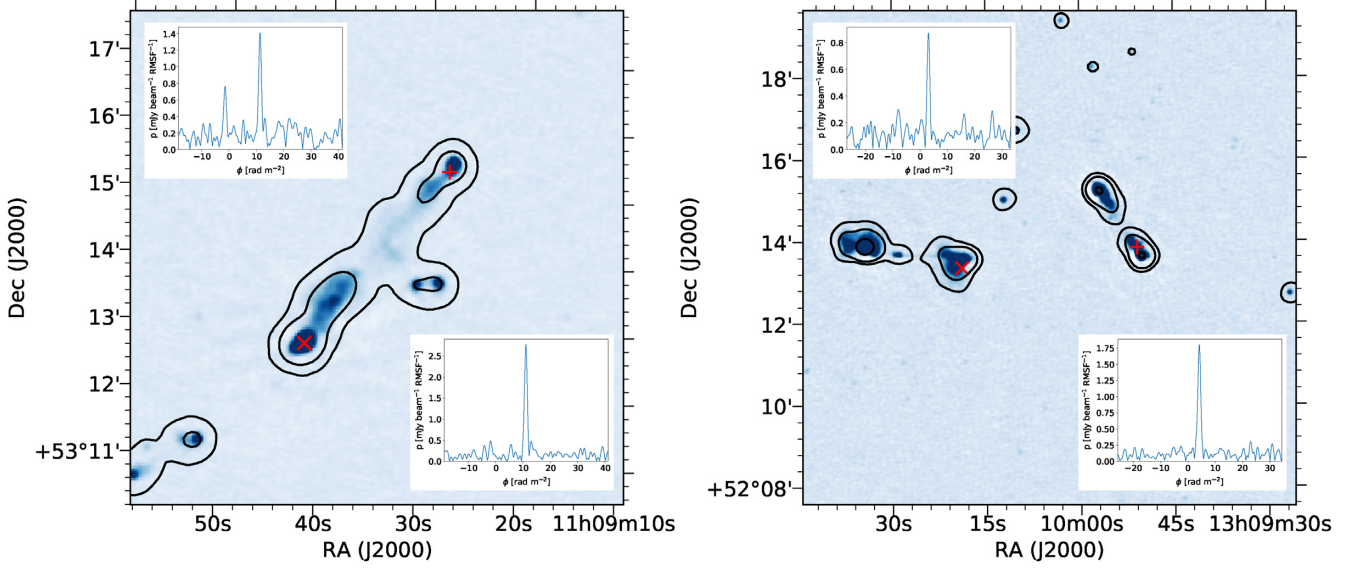 17'
16'
15'
14'
13'
12'
+53°11'
Dec (J2000)
50s 40s 30s 20s 11h09m10s
RA (J2000)
1.4
1.2
1.0
0.8
0.6
0.4
0.2
0.0
p [mJy beam⁻¹ RMSF⁻¹]
−10 0 10 20 30 40
ϕ [rad m⁻²]
2.5
2.0
1.5
1.0
0.5
0.0
p [mJy beam⁻¹ RMSF⁻¹]
−10 0 10 20 30 40
ϕ [rad m⁻²]
18'
16'
14'
12'
10'
+52°08'
Dec (J2000)
30s 15s 10m00s 45s 13h09m30s
RA (J2000)
0.8
0.6
0.4
0.2
0.0
p [mJy beam⁻¹ RMSF⁻¹]
−20 −10 0 10 20 30
ϕ [rad m⁻²]
1.75
1.50
1.25
1.00
0.75
0.50
0.25
0.00
p [mJy beam⁻¹ RMSF⁻¹]
−20 −10 0 10 20 30
ϕ [rad m⁻²]